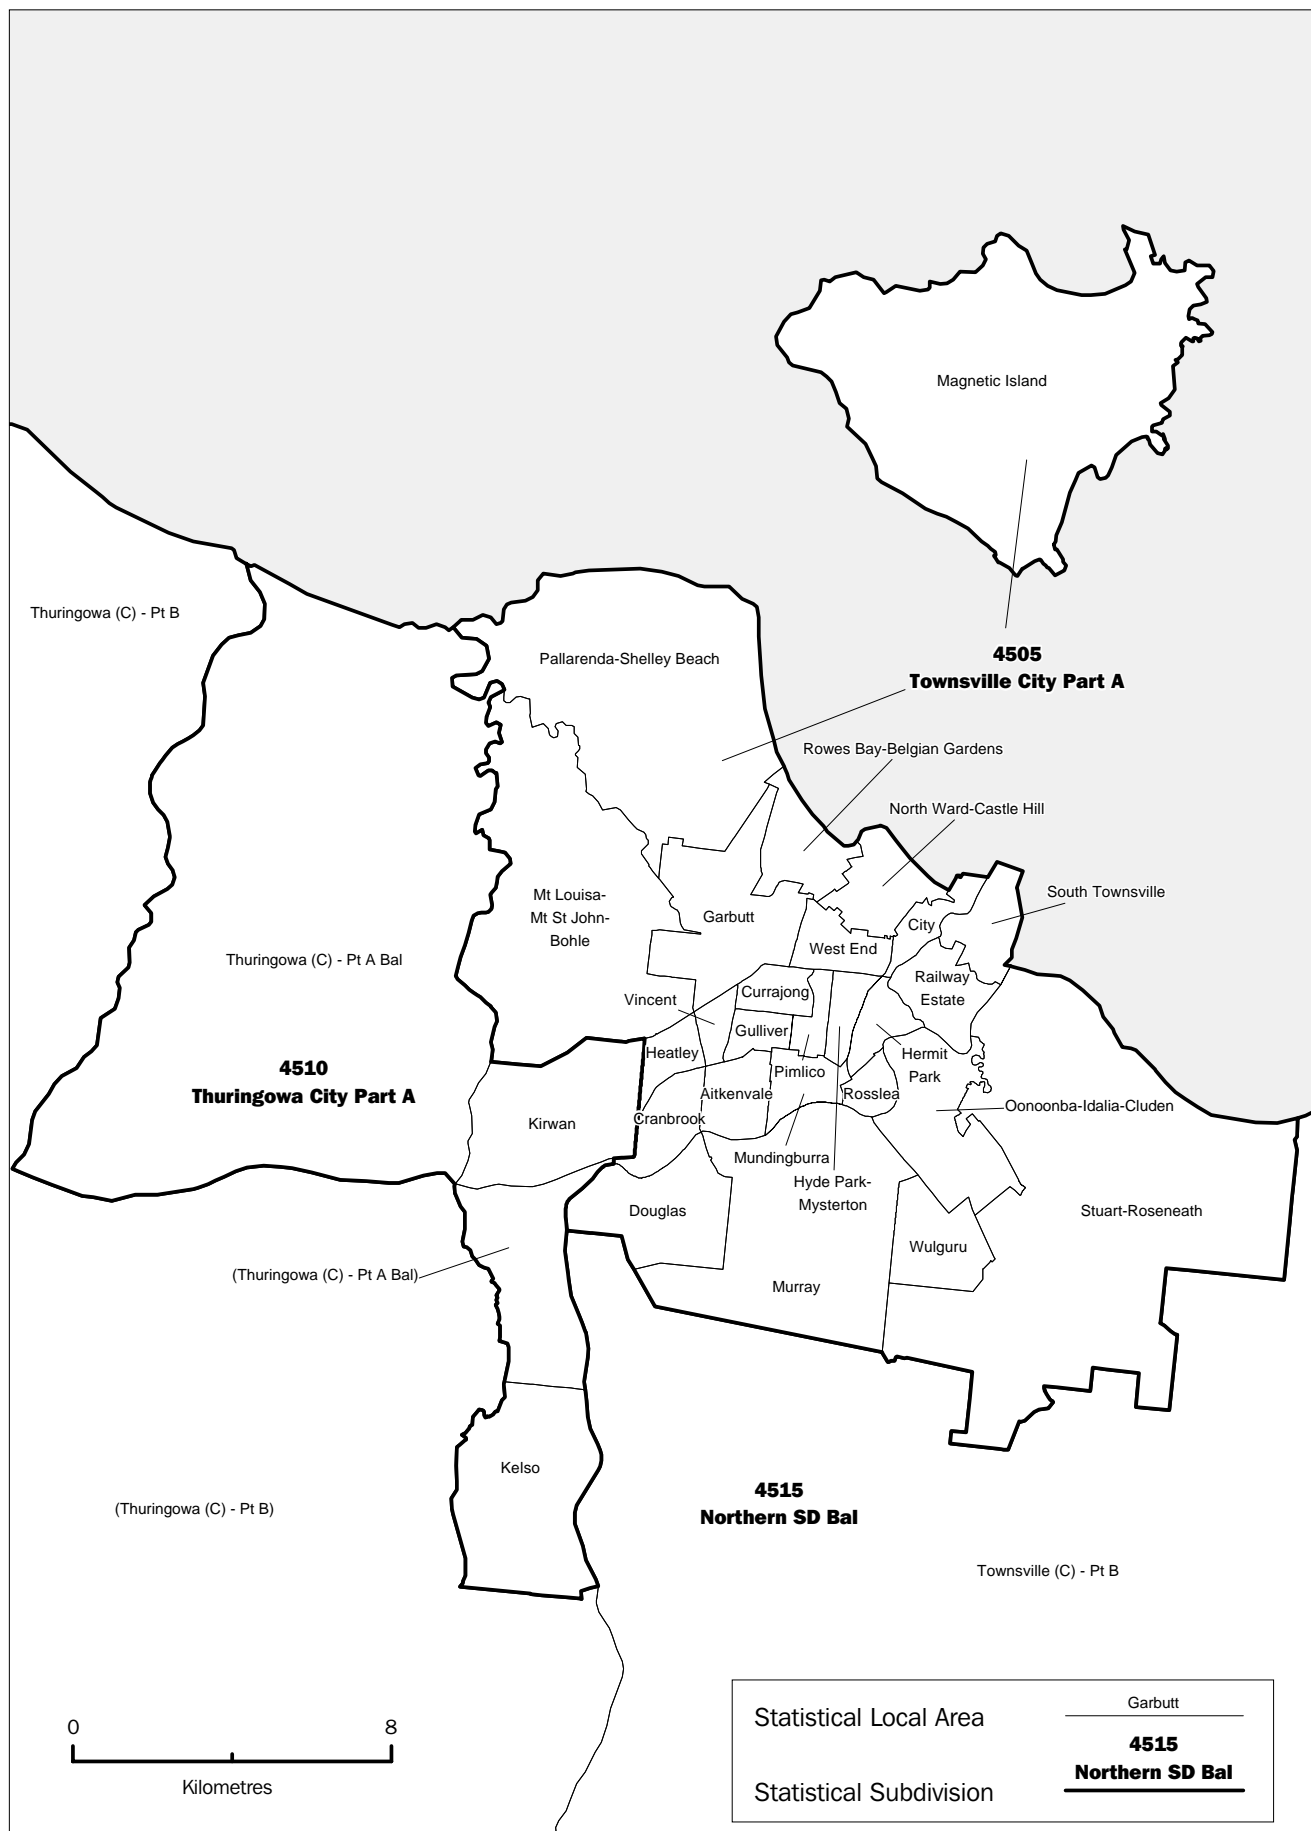 Magnetic Island
Thuringowa (C) - Pt B
4505
Townsville City Part A
Pallarenda-Shelley Beach
Rowes Bay-Belgian Gardens
North Ward-Castle Hill
South Townsville
Mt Louisa-
Mt St John-
Bohle
Garbutt
City
West End
Thuringowa (C) - Pt A Bal
Railway
Estate
Currajong
Vincent
Gulliver
Heatley
Hermit
Park
Pimlico
4510
Thuringowa City Part A
Aitkenvale
Rosslea
Oonoonba-Idalia-Cluden
Kirwan
Cranbrook
Mundingburra
Hyde Park-
Mysterton
Douglas
Stuart-Roseneath
Wulguru
(Thuringowa (C) - Pt A Bal)
Murray
Kelso
4515
Northern SD Bal
(Thuringowa (C) - Pt B)
Townsville (C) - Pt B
0 8
Kilometres
Statistical Local Area
Garbutt
4515
Northern SD Bal
Statistical Subdivision